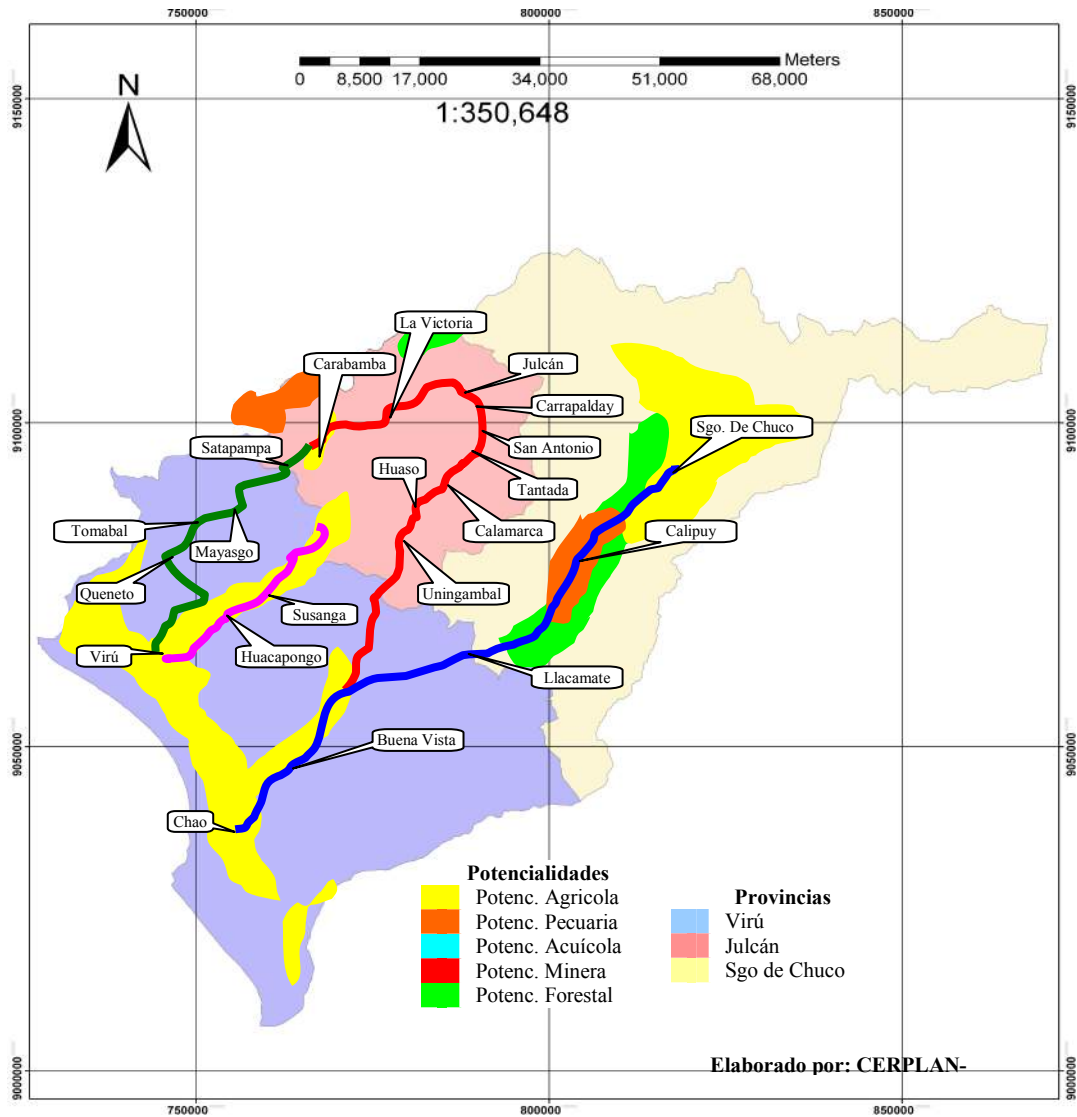 750000
800000
850000
Meters
0
8,500
17,000
34,000
51,000
68,000
1:350,648
N
9150000
9150000
La Victoria
Carabamba
Julcán
Carrapalday
9100000
9100000
Sgo. De Chuco
Satapampa
San Antonio
Huaso
Tantada
Tomabal
Calamarca
Mayasgo
Calipuy
Queneto
Susanga
Uningambal
Virú
Huacapongo
Llacamate
Buena Vista
9050000
9050000
Chao
Potencialidades
Potenc. Agricola
Potenc. Pecuaria
Potenc. Acuícola
Potenc. Minera
Potenc. Forestal
Provincias
Virú
Julcán
Sgo de Chuco
Elaborado por: CERPLAN-
9000000
9000000
750000
800000
850000